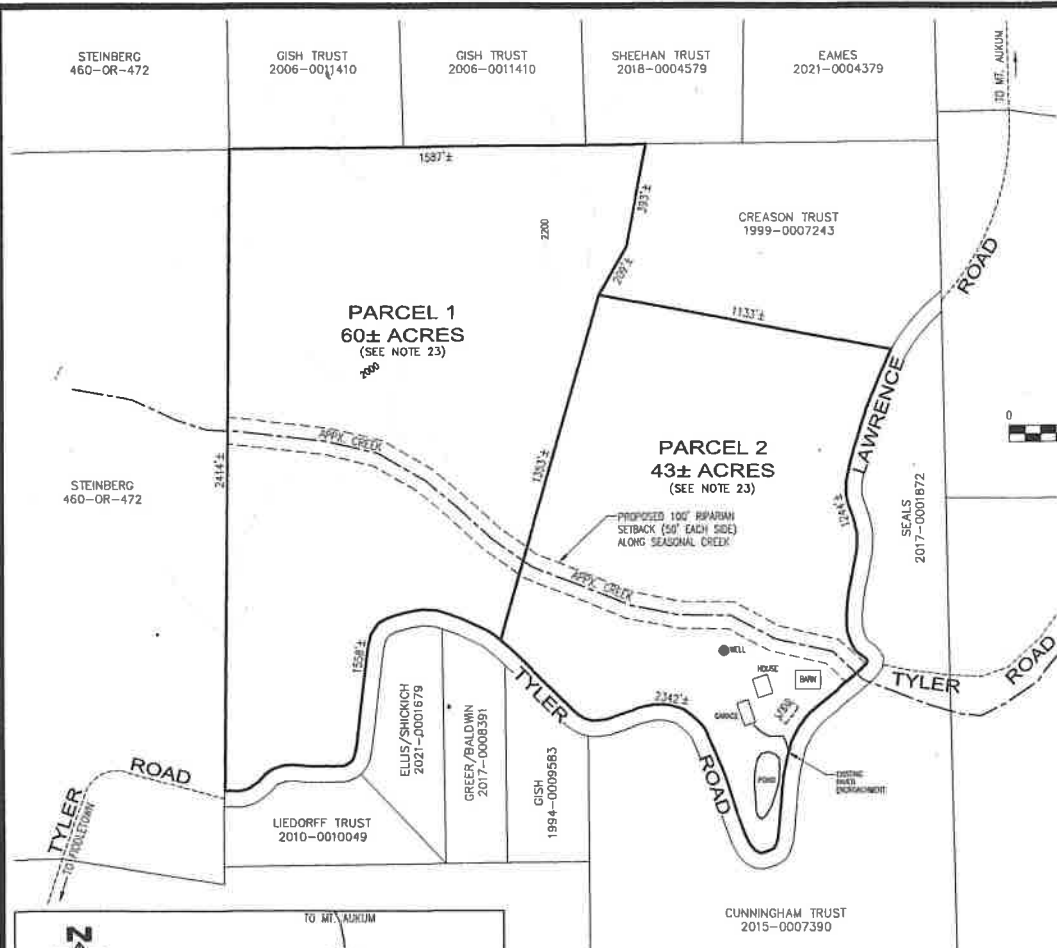 STEINBERG
460-OR-472
GISH TRUST
2006-0011410
GISH TRUST
2006-0011410
SHEEHAN TRUST
2018-0004579
EAMES
2021-0004379
TO MT. AUKUM
1587'±
393'±
2200
209'±
CREASON TRUST
1999-0007243
ROAD
PARCEL 1
60± ACRES
(SEE NOTE 23)
2000
1133'±
LAWRENCE
0
APPX. CREEK
2414'±
1353'±
PARCEL 2
43± ACRES
(SEE NOTE 23)
STEINBERG
460-OR-472
PROPOSED 100' RIPARIAN
SETBACK (50' EACH SIDE)
ALONG SEASONAL CREEK
1244'±
SEALS
2017-0001872
APPX. CREEK
WELL
HOUSE
BARN
GARAGE
TYLER
ROAD
1558'±
ELLIS/SHICKICH
2021-0001679
GREER/BALDWIN
2017-0008391
GISH
1994-0009583
TYLER
2342'±
ROAD
POND
EXISTING
PAVED
ENCROACHMENT
ROAD
TYLER
TO FIDDLETOWN
LIEDORFF TRUST
2010-0010049
CUNNINGHAM TRUST
2015-0007390
TO MT. AUKUM
Z